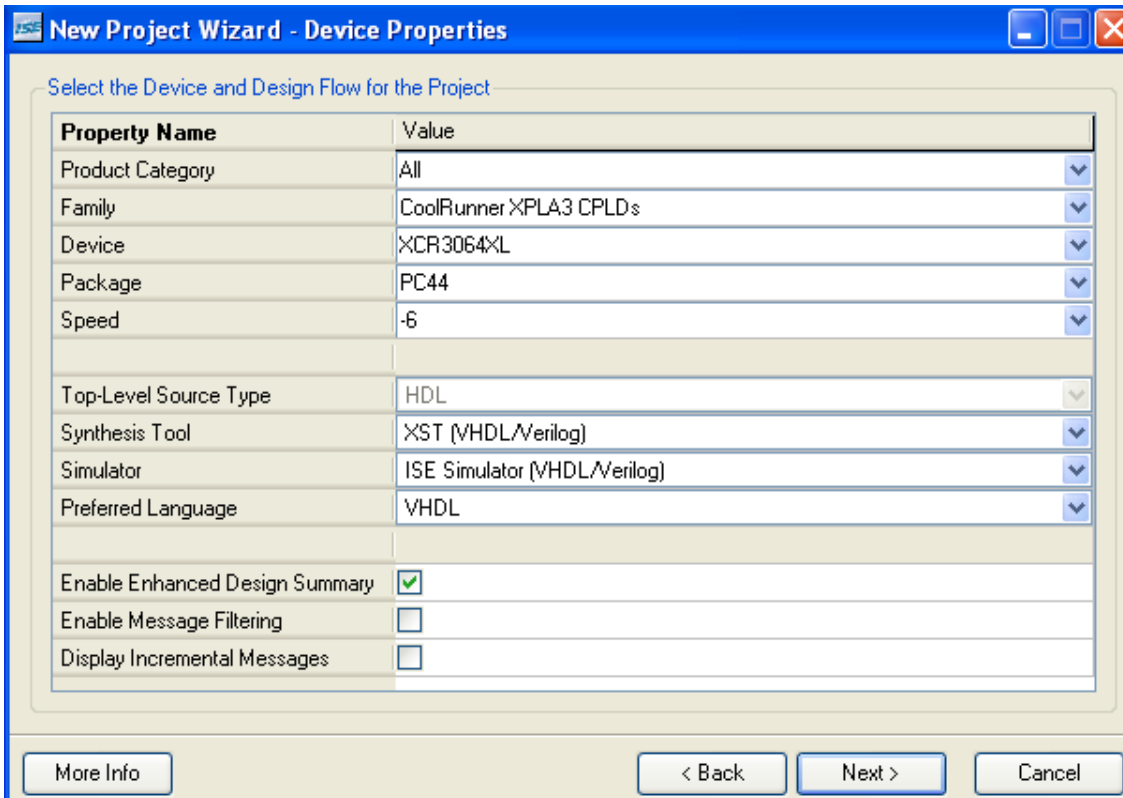 ISE New Project Wizard - Device Properties
Select the Device and Design Flow for the Project
Property Name Value
Product Category All
Family CoolRunner XPLA3 CPLDs
Device XCR3064XL
Package PC44
Speed -6
Top-Level Source Type HDL
Synthesis Tool XST (VHDL/Verilog)
Simulator ISE Simulator (VHDL/Verilog)
Preferred Language VHDL
Enable Enhanced Design Summary
Enable Message Filtering
Display Incremental Messages
More Info < Back Next > Cancel